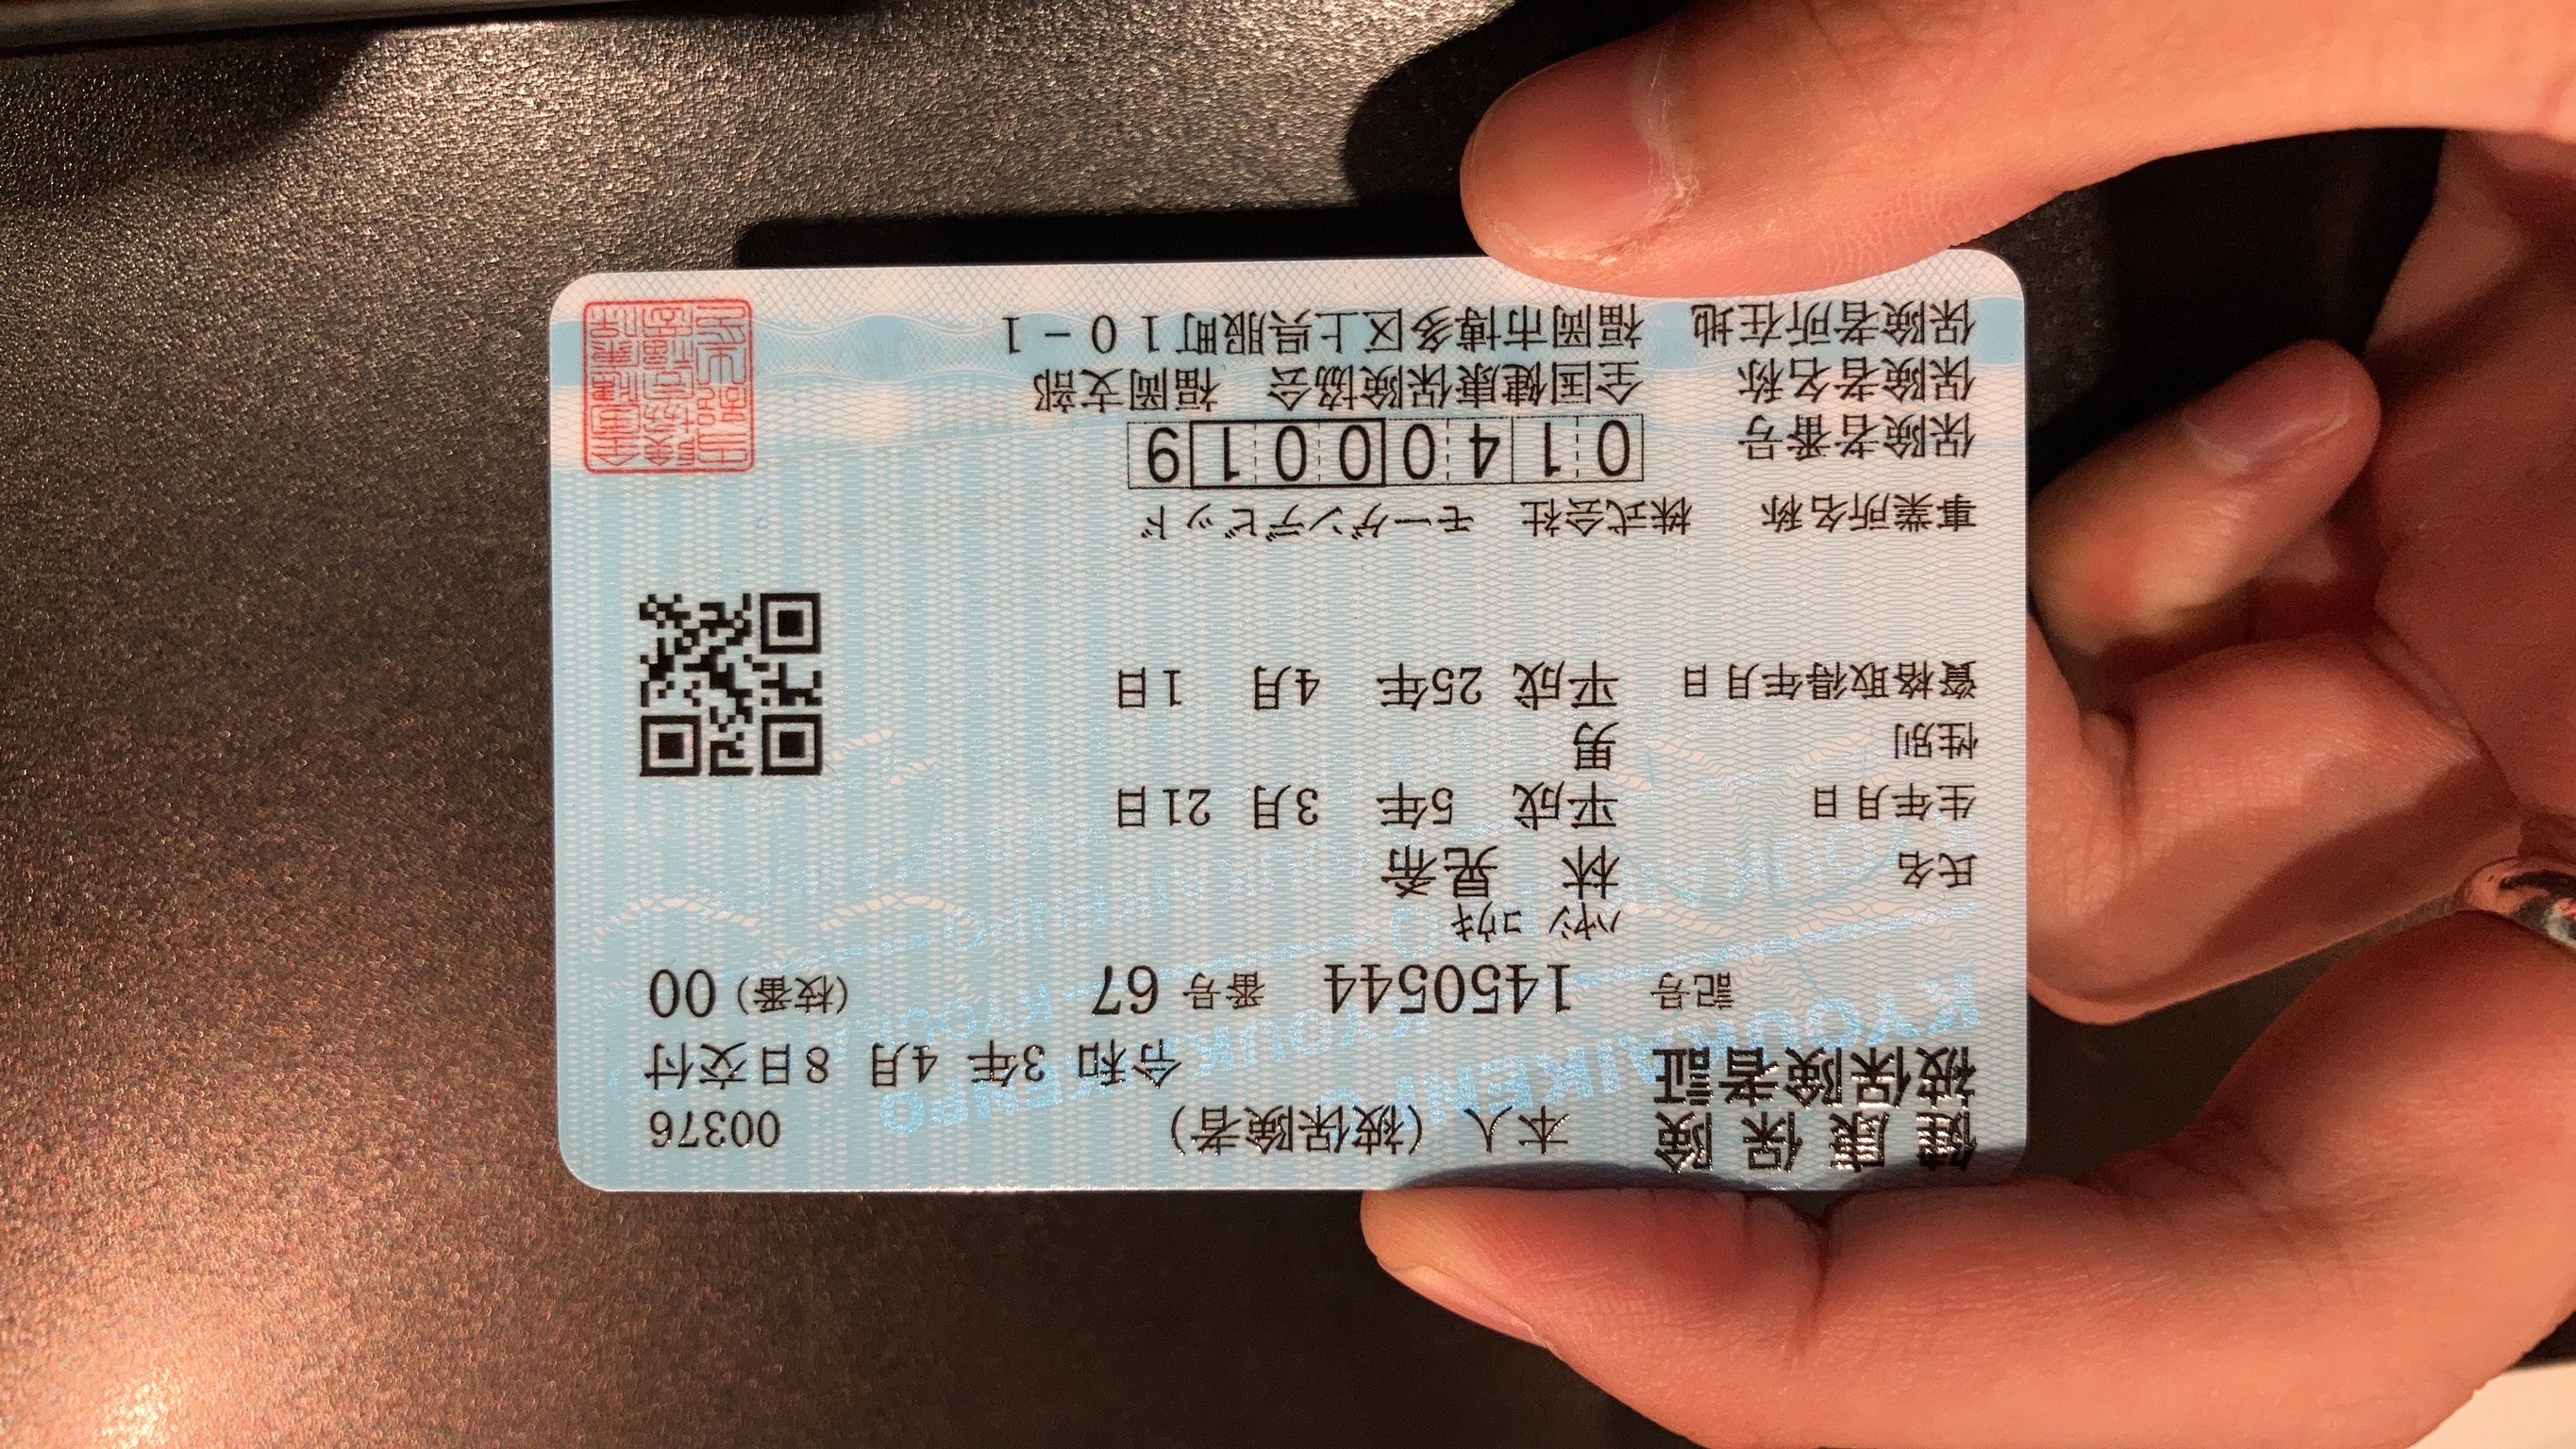 健康保険
被保険者証
本人（被保険者）
00376
令和 3年 4月 8日交付
記号 1450544 番号 67 （枝番）00
ﾊﾔｼ ｺｳｷ
氏名 林 晃希
生年月日 平成 5年 3月 21日
性別 男
資格取得年月日 平成 25年 4月 1日
事業所名称 株式会社 モーゲンデビッド
保険者番号 01400019
保険者名称 全国健康保険協会 福岡支部
保険者所在地 福岡市博多区上呉服町10－1